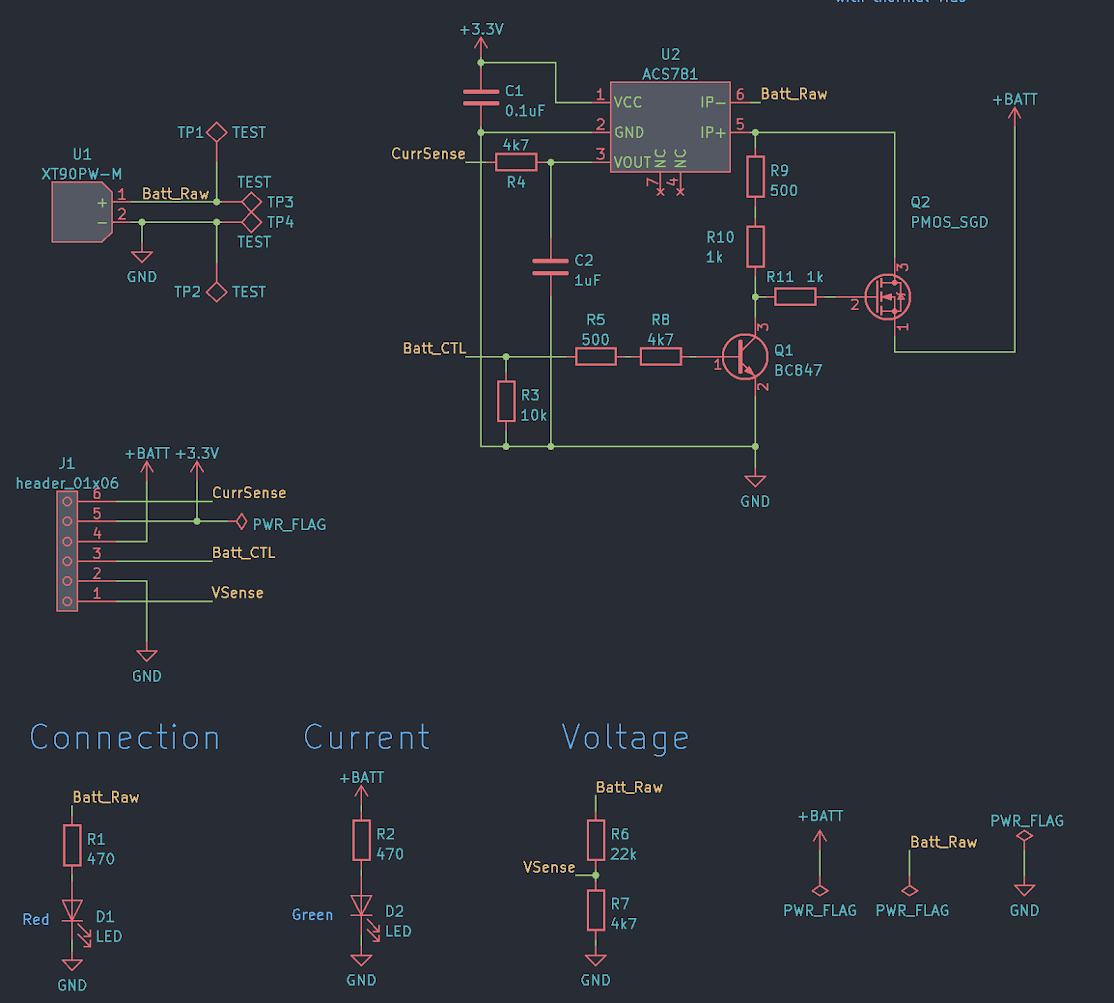 with thermal vias
+3.3V
U2
ACS781
C1
0.1uF
1
VCC
IP-
6
Batt_Raw
+BATT
2
GND
IP+
5
CurrSense
4k7
R4
3
VOUT
NC
NC
7
4
R9
500
TP1
TEST
U1
XT90PW-M
TEST
1
Batt_Raw
+
TP3
2
-
TP4
TEST
GND
TP2
TEST
C2
1uF
R10
1k
R11 1k
Q2
PMOS_SGD
3
2
1
Batt_CTL
R5
500
R8
4k7
3
1
Q1
BC847
2
R3
10k
GND
J1
header_01x06
+BATT
+3.3V
6
CurrSense
5
PWR_FLAG
4
3
Batt_CTL
2
1
VSense
GND
Connection
Current
Voltage
Batt_Raw
R1
470
Red
D1
LED
GND
+BATT
R2
470
Green
D2
LED
GND
Batt_Raw
R6
22k
VSense
R7
4k7
GND
+BATT
PWR_FLAG
Batt_Raw
PWR_FLAG
PWR_FLAG
GND